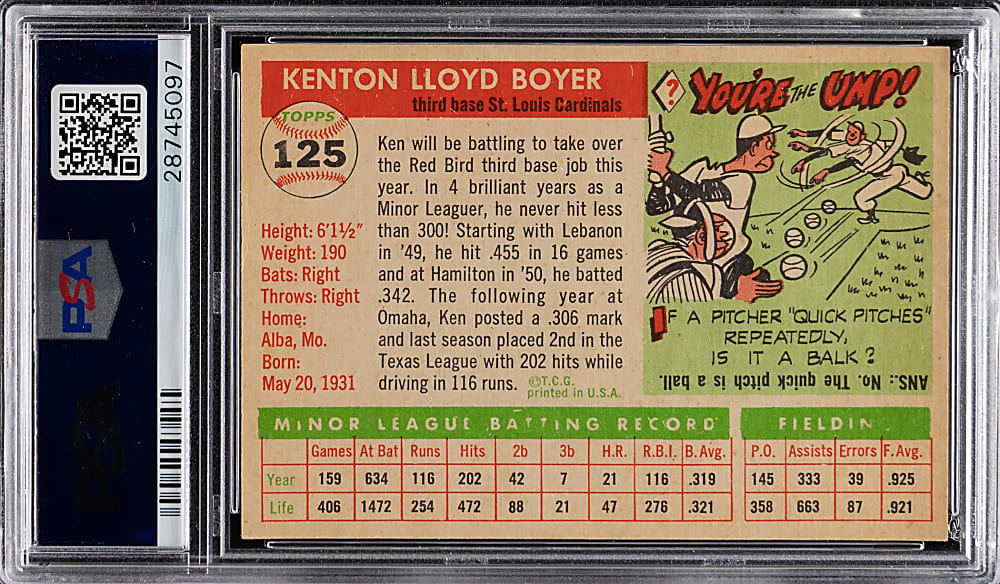 28745097
PSA
KENTON LLOYD BOYER
third base St. Louis Cardinals
TOPPS
125
Height: 6'1½"
Weight: 190
Bats: Right
Throws: Right
Home:
Alba, Mo.
Born:
May 20, 1931
Ken will be battling to take over
the Red Bird third base job this
year. In 4 brilliant years as a
Minor Leaguer, he never hit less
than 300! Starting with Lebanon
in '49, he hit .455 in 16 games
and at Hamilton in '50, he batted
.342. The following year at
Omaha, Ken posted a .306 mark
and last season placed 2nd in the
Texas League with 202 hits while
driving in 116 runs.
©T.C.G.
printed in U.S.A.
? YOU'RE THE UMP!
IF A PITCHER "QUICK PITCHES"
REPEATEDLY,
IS IT A BALK?
ANS.: No. The quick pitch is a ball.
MINOR LEAGUE BATTING RECORD
Games At Bat Runs Hits 2b 3b H.R. R.B.I. B. Avg.
Year 159 634 116 202 42 7 21 116 .319
Life 406 1472 254 472 88 21 47 276 .321
FIELDIN
P.O. Assists Errors F. Avg.
145 333 39 .925
358 663 87 .921
PSA